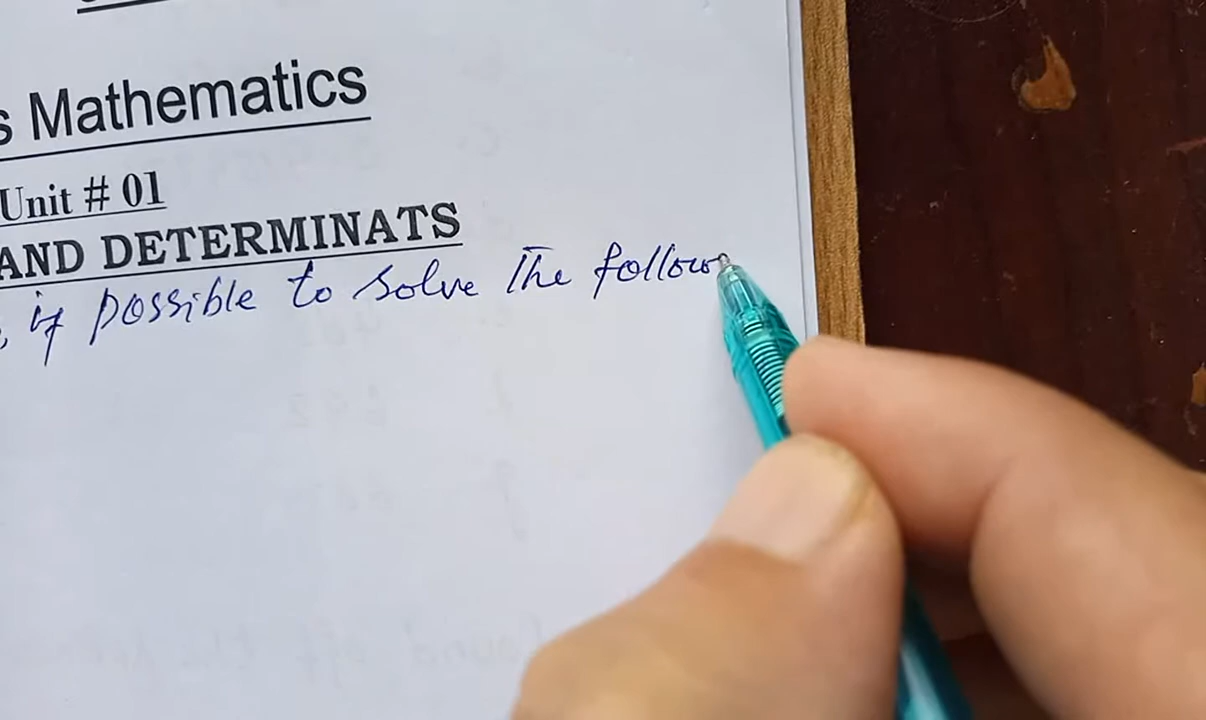 s Mathematics
Unit # 01
AND DETERMINATS
, if possible to solve The follow